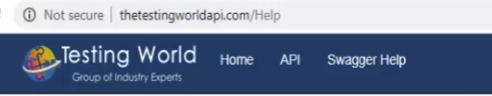 Not secure | thetestingworldapi.com/Help
Testing World Home API Swagger Help
Group of Industry Experts